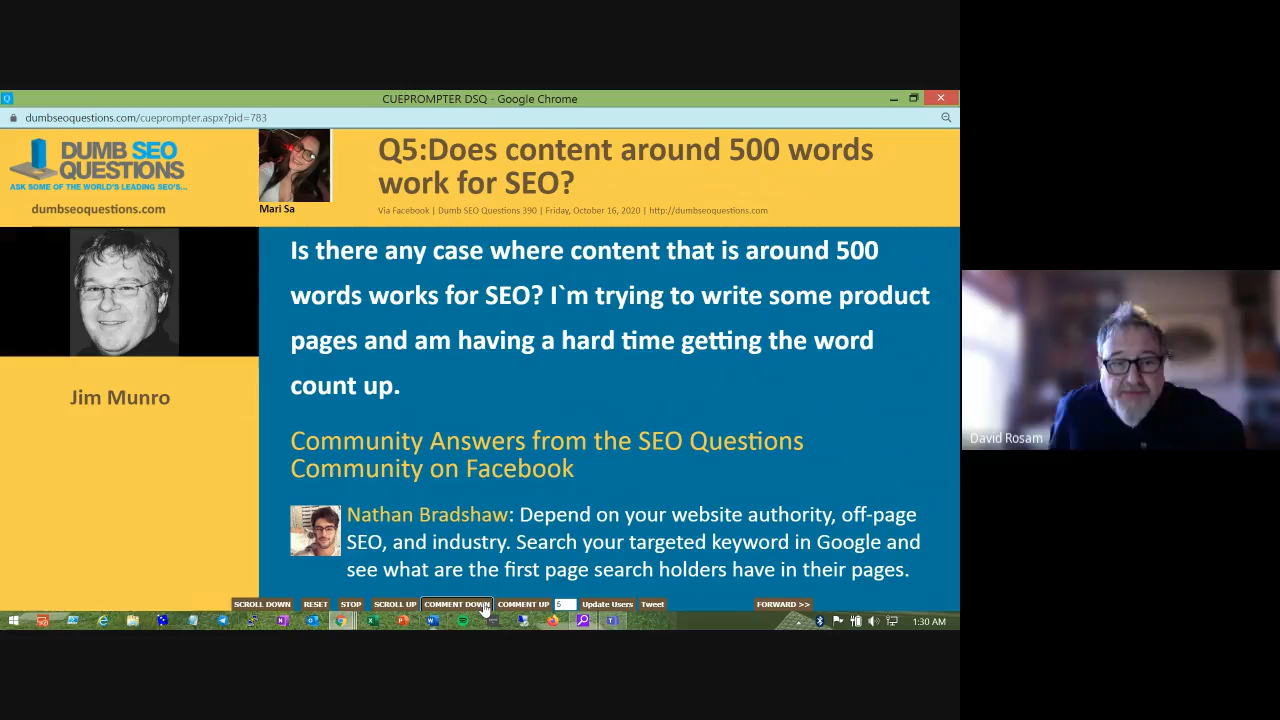 CUEPROMPTER DSQ - Google Chrome
dumbseoquestions.com/cueprompter.aspx?pid=783
DUMB SEO
QUESTIONS
ASK SOME OF THE WORLD'S LEADING SEO'S...
dumbseoquestions.com
Mari Sa
Q5:Does content around 500 words
work for SEO?
Via Facebook | Dumb SEO Questions 390 | Friday, October 16, 2020 | http://dumbseoquestions.com
Jim Munro
Is there any case where content that is around 500
words works for SEO? I`m trying to write some product
pages and am having a hard time getting the word
count up.
Community Answers from the SEO Questions
Community on Facebook
Nathan Bradshaw: Depend on your website authority, off-page
SEO, and industry. Search your targeted keyword in Google and
see what are the first page search holders have in their pages.
SCROLL DOWN RESET STOP SCROLL UP COMMENT DOWN COMMENT UP 5 Update Users Tweet FORWARD >>
1:30 AM
David Rosam